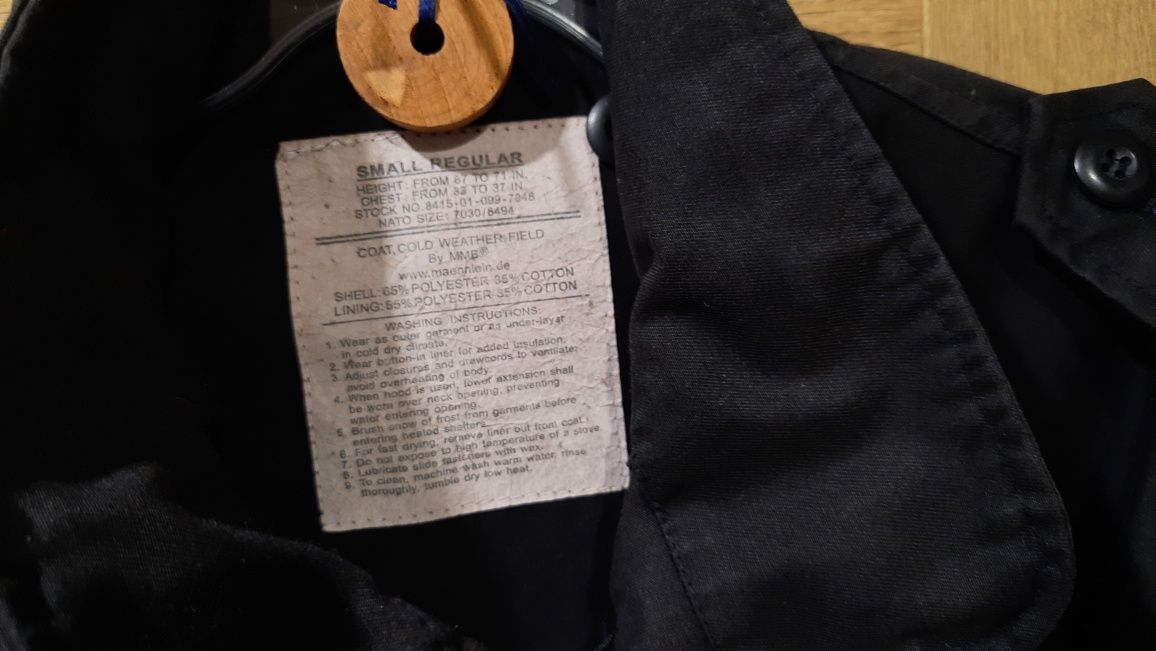 SMALL REGULAR
HEIGHT: FROM 67 TO 71 IN.
CHEST: FROM 33 TO 37 IN.
STOCK NO. 8415-01-099-7848
NATO SIZE: 7030/8494
COAT, COLD WEATHER, FIELD
By MMB®
www.maennlein.de
SHELL: 65% POLYESTER 35% COTTON
LINING: 65% POLYESTER 35% COTTON
WASHING INSTRUCTIONS:
1. Wear as outer garment or as under-layer
in cold dry climate.
2. Wear button-in liner for added insulation.
3. Adjust closures and drawcords to ventilate:
avoid overheating of body.
4. When hood is used, lower extension shall
be worn over neck opening, preventing
water entering opening.
5. Brush snow of frost from garments before
entering heated shelters.
6. For fast drying, remove liner out from coat.
7. Do not expose to high temperature of a stove.
8. Lubricate slide fasteners with wax.
9. To clean, machine wash warm water, rinse
thoroughly, tumble dry low heat.